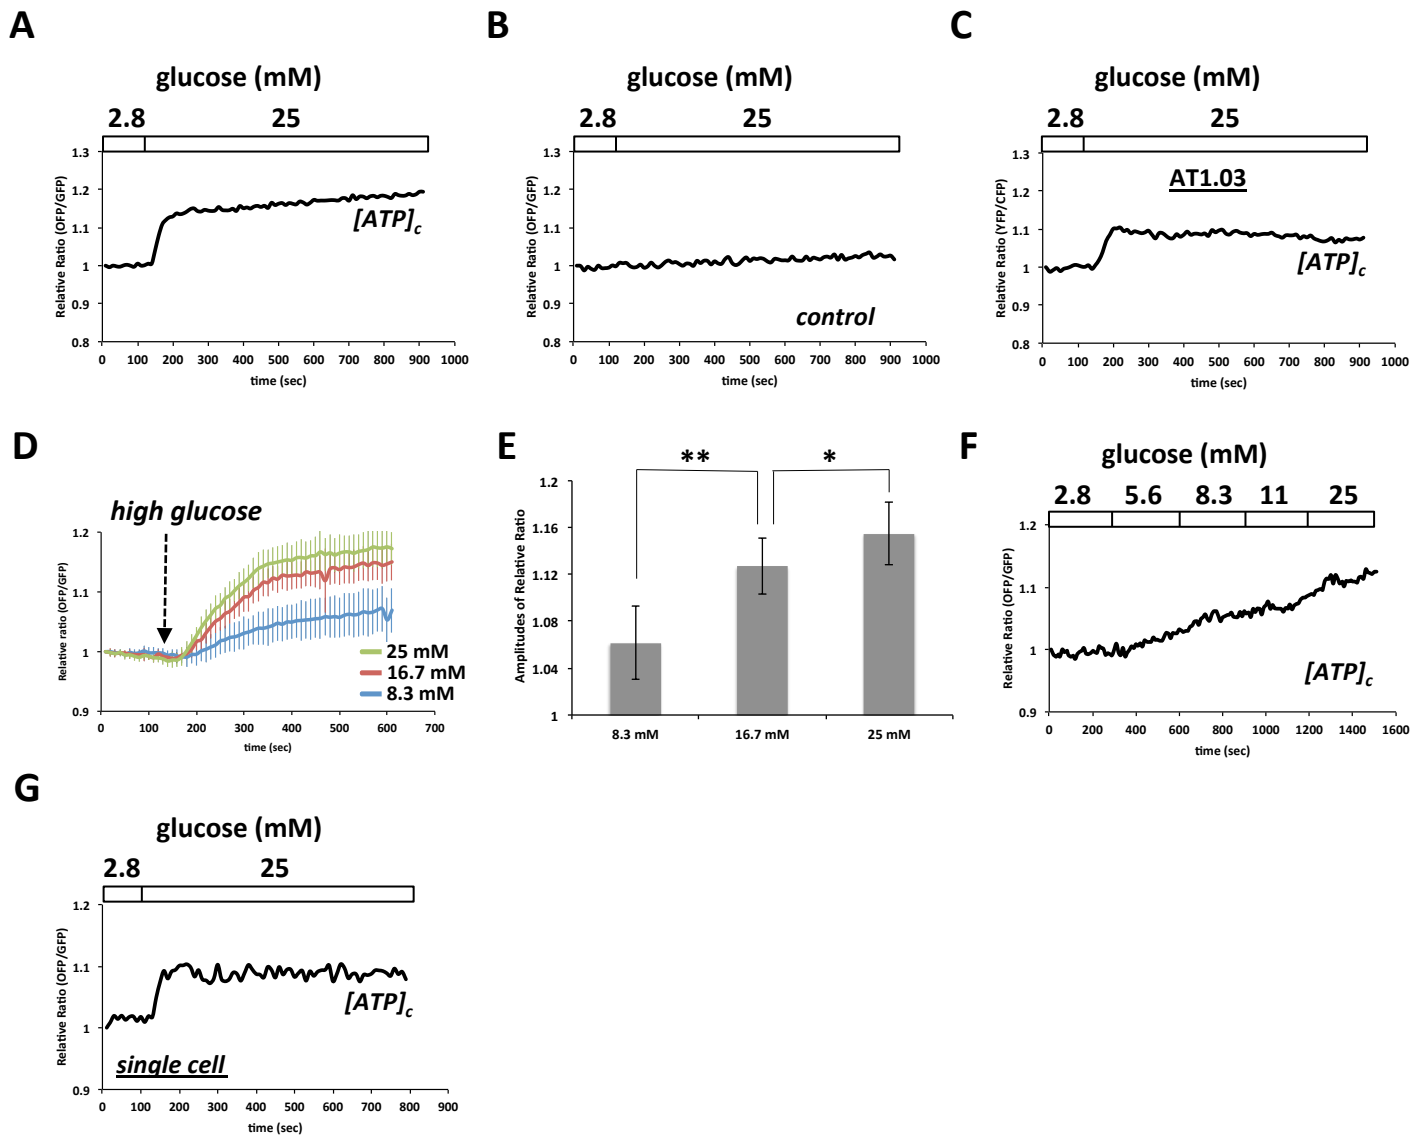 A
glucose (mM)
2.8 25
1.3
1.2
1.1
1
0.9
0.8
Relative Ratio (OFP/GFP)
[ATP]c
0 100 200 300 400 500 600 700 800 900 1000
time (sec)
B
glucose (mM)
2.8 25
1.3
1.2
1.1
1
0.9
0.8
Relative Ratio (OFP/GFP)
control
0 100 200 300 400 500 600 700 800 900 1000
time (sec)
C
glucose (mM)
2.8 25
1.3
1.2
1.1
1
0.9
0.8
Relative Ratio (YFP/CFP)
AT1.03
[ATP]c
0 100 200 300 400 500 600 700 800 900 1000
time (sec)
D
high glucose
1.2
1.1
1
0.9
Relative ratio (OFP/GFP)
25 mM
16.7 mM
8.3 mM
0 100 200 300 400 500 600 700
time (sec)
E
** *
1.2
1.16
1.12
1.08
1.04
1
Amplitudes of Relative Ratio
8.3 mM 16.7 mM 25 mM
F
glucose (mM)
2.8 5.6 8.3 11 25
1.2
1.1
1
0.9
Relative Ratio (OFP/GFP)
[ATP]c
0 200 400 600 800 1000 1200 1400 1600
time (sec)
G
glucose (mM)
2.8 25
1.2
1.1
1
0.9
Relative Ratio (OFP/GFP)
[ATP]c
single cell
0 100 200 300 400 500 600 700 800 900
time (sec)